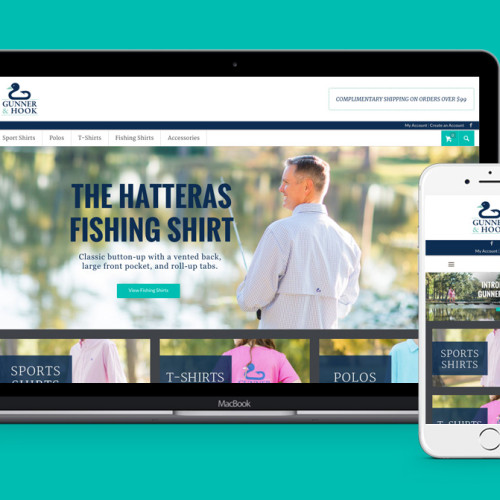 GUNNER
& HOOK
COMPLIMENTARY SHIPPING ON ORDERS OVER $99
My Account | Create an Account
Sport Shirts
Polos
T-Shirts
Fishing Shirts
Accessories
THE HATTERAS
FISHING SHIRT
Classic button-up with a vented back,
large front pocket, and roll-up tabs.
View Fishing Shirts
SPORTS
SHIRTS
T-SHIRTS
POLOS
MacBook
GUNNE
& HOOK
My Account
INTRO
GUNNER
SPORTS
SHIRTS
T-SHIRTS